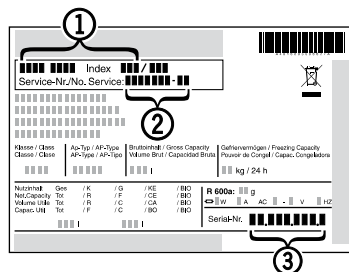 1
Index /
Service-Nr./No. Service: -
2
Klasse / Class
Classe / Clase
Ap-Typ / AP-Type
AP-Type / AP-Tipo
Bruttoinhalt / Gross Capacity
Volume Brut / Capacidad Bruta
l
Gefriervermögen / Freezing Capacity
Pouvoir de Congel / Capac. Congeladora
kg / 24 h
Nutzinhalt Ges / K / G / KE / BIO
Net.Capacity Tot / R / F / CE / BIO
Volume Utile Tot / R / C / CA / BIO
Capac. Util Tot / F / C / BO / BIO
l l
R 600a: g
W A AC - V HZ
Serial-Nr.
3